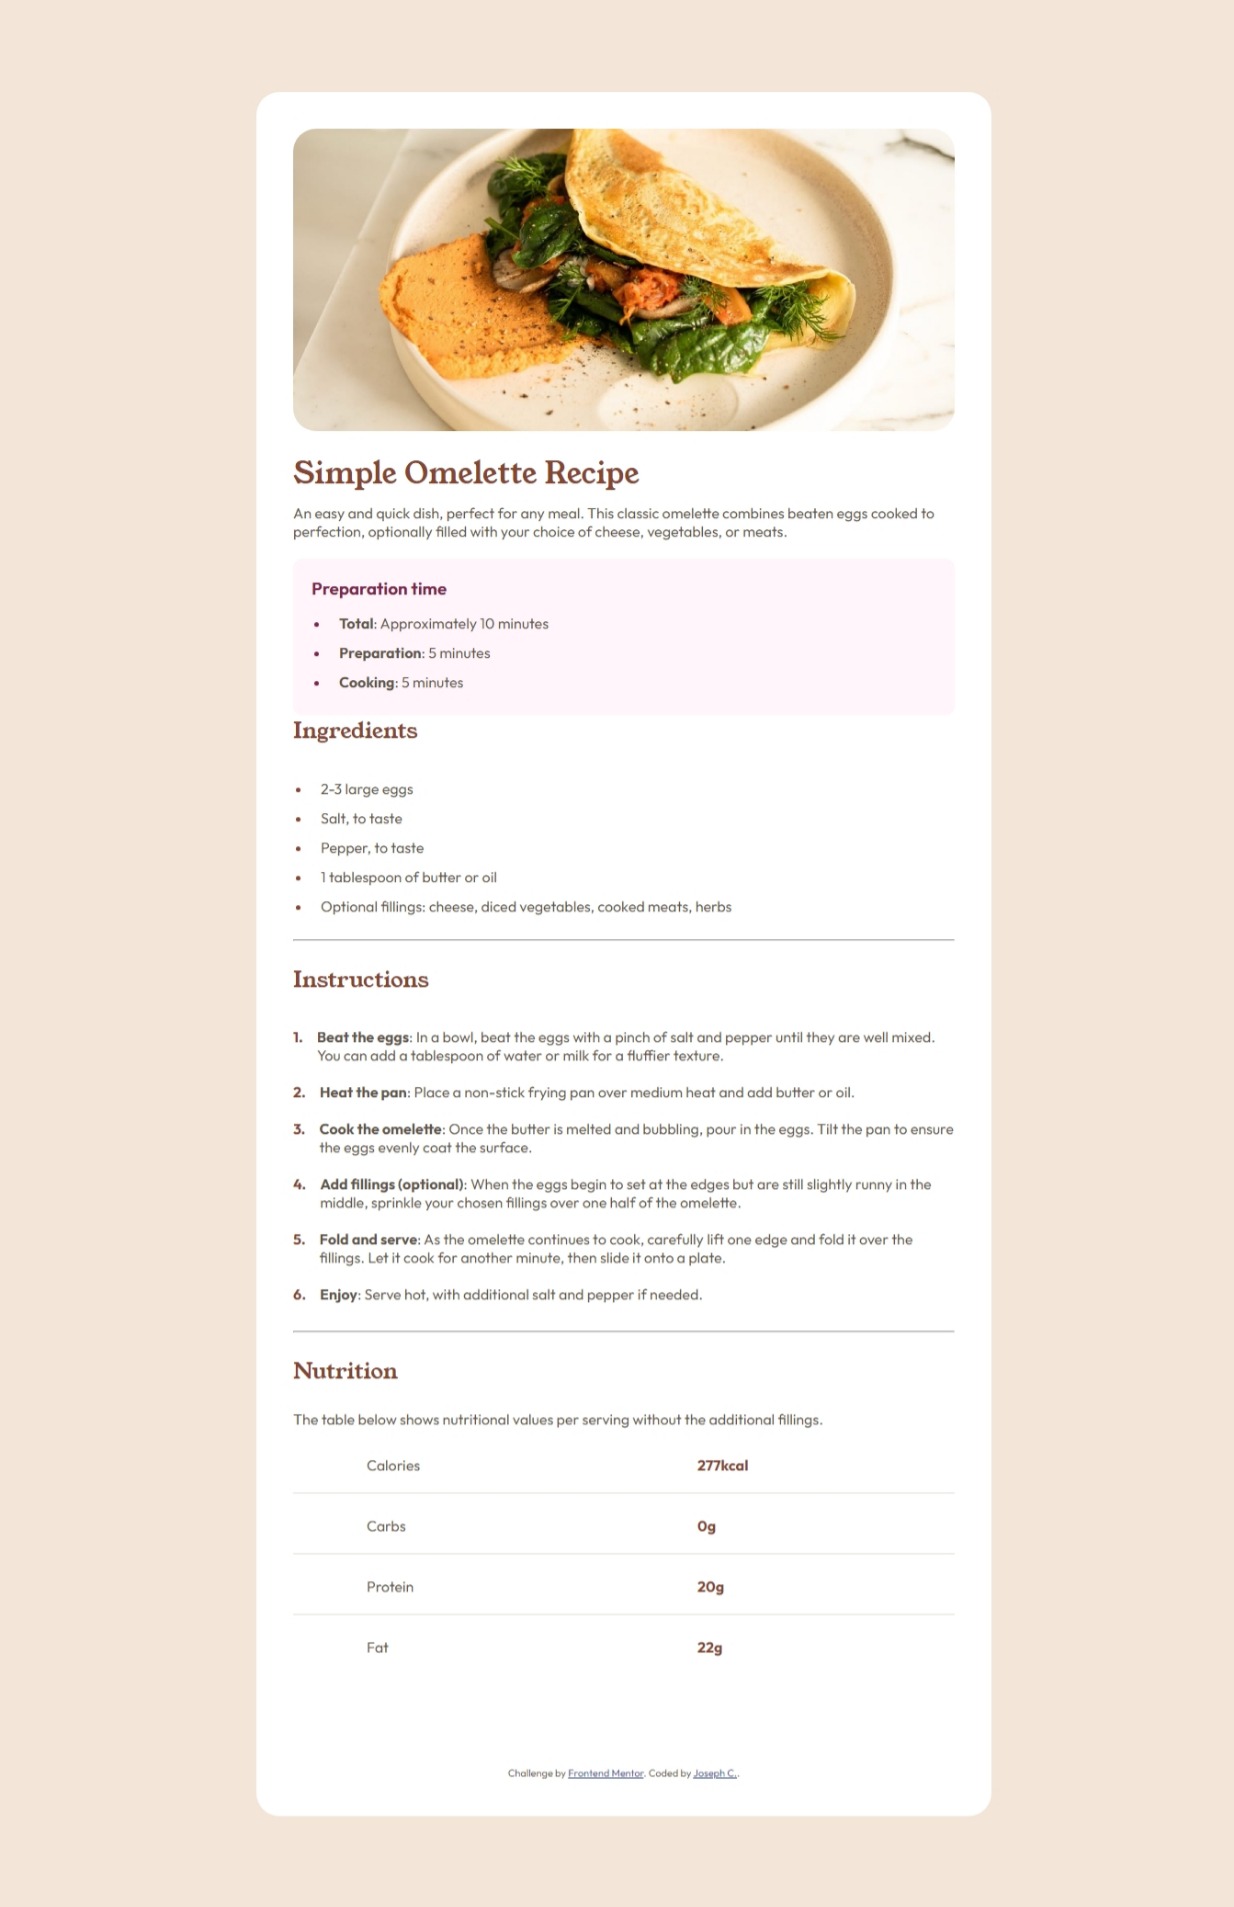 Simple Omelette Recipe
An easy and quick dish, perfect for any meal. This classic omelette combines beaten eggs cooked to
perfection, optionally filled with your choice of cheese, vegetables, or meats.
Preparation time
• Total: Approximately 10 minutes
• Preparation: 5 minutes
• Cooking: 5 minutes
Ingredients
• 2-3 large eggs
• Salt, to taste
• Pepper, to taste
• 1 tablespoon of butter or oil
• Optional fillings: cheese, diced vegetables, cooked meats, herbs
Instructions
1. Beat the eggs: In a bowl, beat the eggs with a pinch of salt and pepper until they are well mixed.
You can add a tablespoon of water or milk for a fluffier texture.
2. Heat the pan: Place a non-stick frying pan over medium heat and add butter or oil.
3. Cook the omelette: Once the butter is melted and bubbling, pour in the eggs. Tilt the pan to ensure
the eggs evenly coat the surface.
4. Add fillings (optional): When the eggs begin to set at the edges but are still slightly runny in the
middle, sprinkle your chosen fillings over one half of the omelette.
5. Fold and serve: As the omelette continues to cook, carefully lift one edge and fold it over the
fillings. Let it cook for another minute, then slide it onto a plate.
6. Enjoy: Serve hot, with additional salt and pepper if needed.
Nutrition
The table below shows nutritional values per serving without the additional fillings.
Calories 277kcal
Carbs 0g
Protein 20g
Fat 22g
Challenge by Frontend Mentor. Coded by Joseph C..